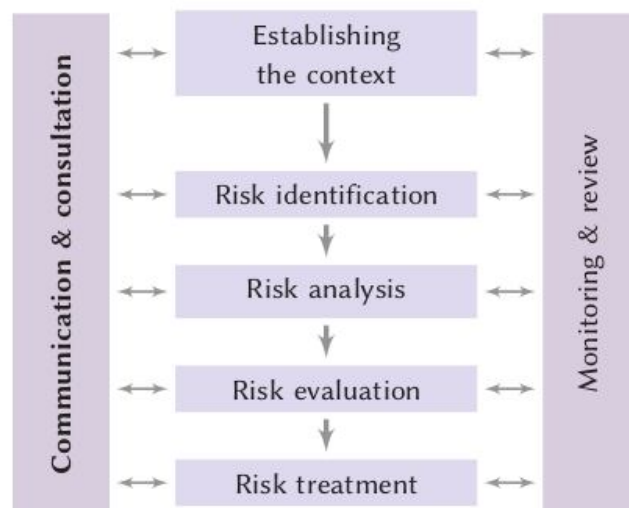 Communication & consultation
Establishing
the context
Risk identification
Risk analysis
Risk evaluation
Risk treatment
Monitoring & review